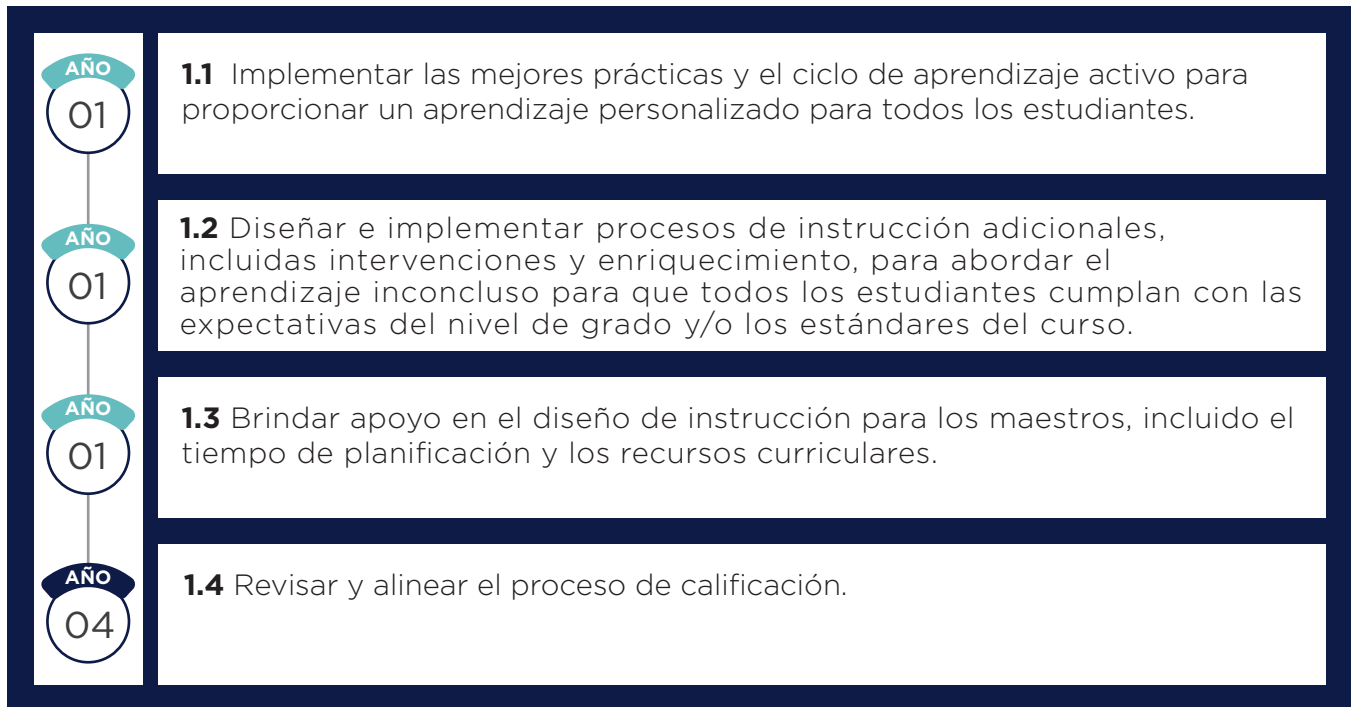 AÑO
01
1.1 Implementar las mejores prácticas y el ciclo de aprendizaje activo para
proporcionar un aprendizaje personalizado para todos los estudiantes.
AÑO
01
1.2 Diseñar e implementar procesos de instrucción adicionales,
incluidas intervenciones y enriquecimiento, para abordar el
aprendizaje inconcluso para que todos los estudiantes cumplan con las
expectativas del nivel de grado y/o los estándares del curso.
AÑO
01
1.3 Brindar apoyo en el diseño de instrucción para los maestros, incluido el
tiempo de planificación y los recursos curriculares.
AÑO
04
1.4 Revisar y alinear el proceso de calificación.